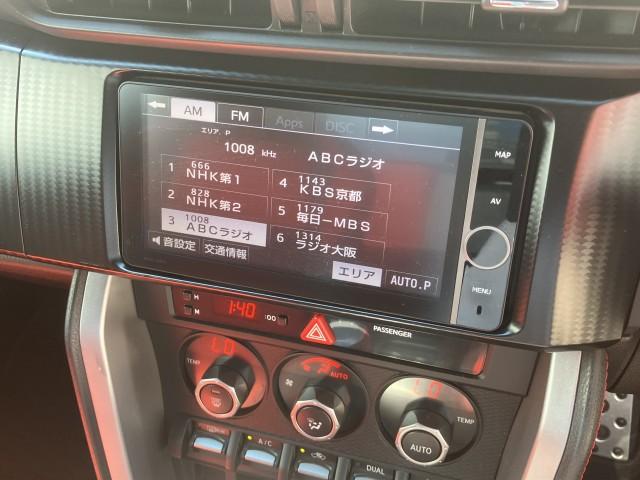 AM FM Apps DISC
エリア. P
1008 kHz ABCラジオ
1 666 NHK第1
2 828 NHK第2
3 1008 ABCラジオ
4 1143 KBS京都
5 1179 毎日-MBS
6 1314 ラジオ大阪
音設定 交通情報 エリア AUTO.P
MAP
AV
MENU
H
M
1:40 :00
PASSENGER
TEMP LO AUTO LO TEMP
AUTO
A/C DUAL